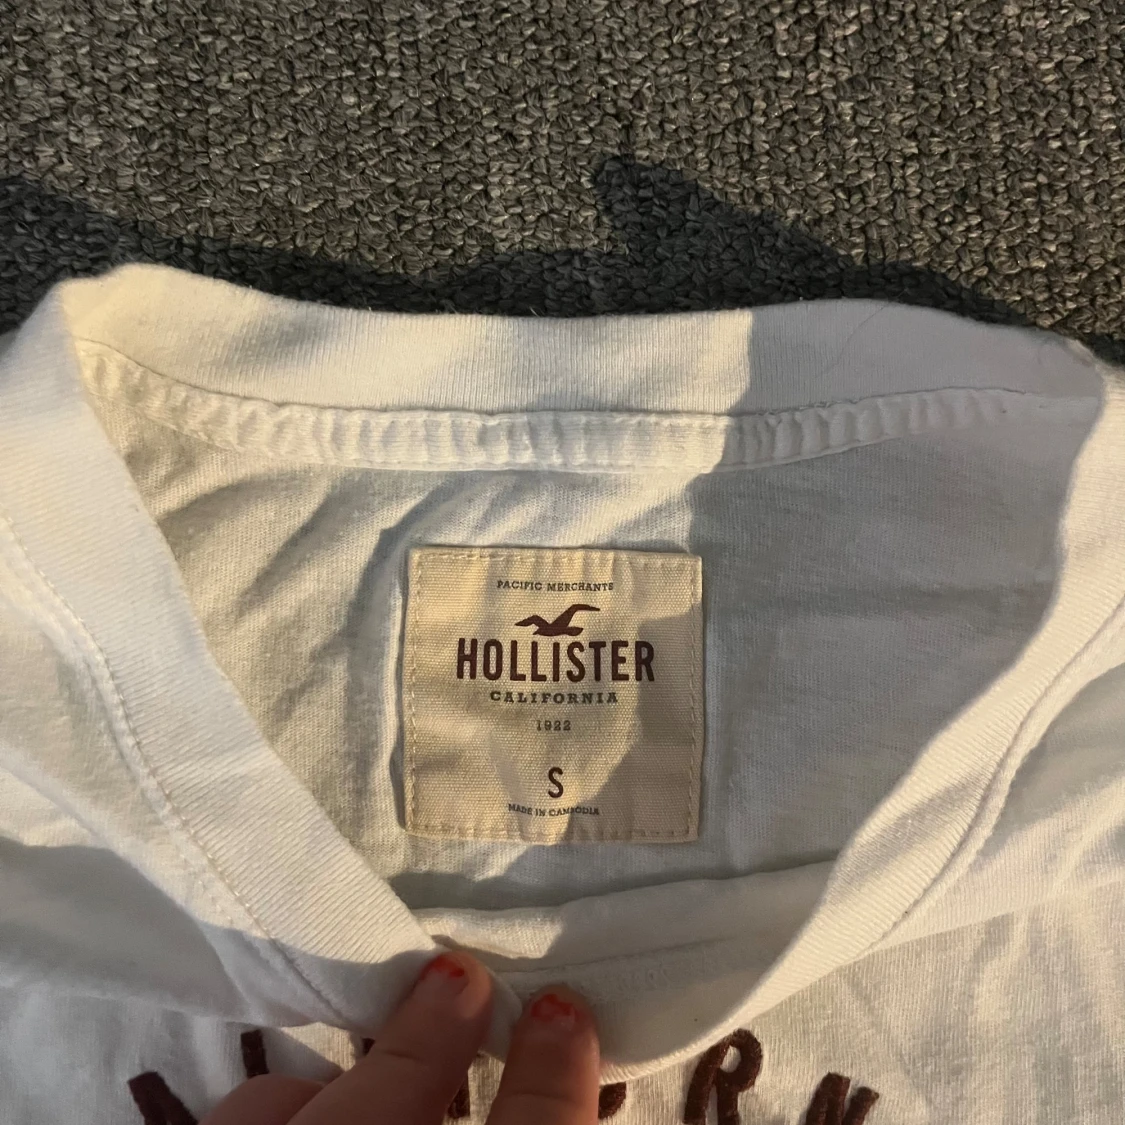 PACIFIC MERCHANTS
HOLLISTER
CALIFORNIA
1922
S
MADE IN CAMBODIA